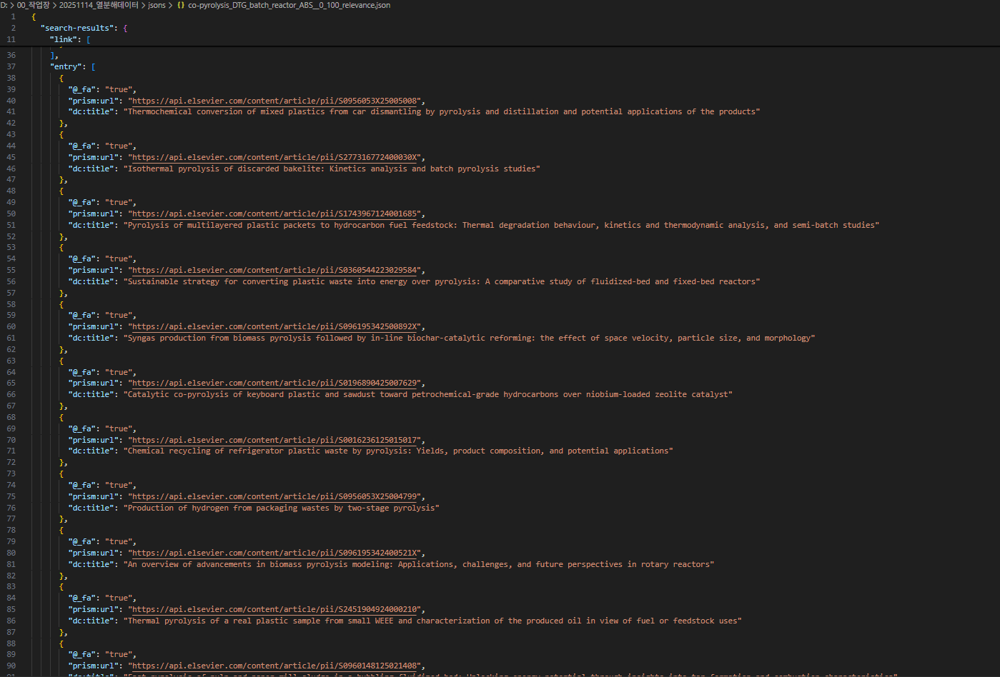 D: > 00_작업장 > 20251114_열분해데이터 > jsons > {} co-pyrolysis_DTG_batch_reactor_ABS__0_100_relevance.json
1 {
2 "search-results": {
11 "link": [
36 ],
37 "entry": [
38 {
39 "@_fa": "true",
40 "prism:url": "https://api.elsevier.com/content/article/pii/S0956053X25005008",
41 "dc:title": "Thermochemical conversion of mixed plastics from car dismantling by pyrolysis and distillation and potential applications of the products"
42 },
43 {
44 "@_fa": "true",
45 "prism:url": "https://api.elsevier.com/content/article/pii/S277316772400030X",
46 "dc:title": "Isothermal pyrolysis of discarded bakelite: Kinetics analysis and batch pyrolysis studies"
47 },
48 {
49 "@_fa": "true",
50 "prism:url": "https://api.elsevier.com/content/article/pii/S1743967124001685",
51 "dc:title": "Pyrolysis of multilayered plastic packets to hydrocarbon fuel feedstock: Thermal degradation behaviour, kinetics and thermodynamic analysis, and semi-batch studies"
52 },
53 {
54 "@_fa": "true",
55 "prism:url": "https://api.elsevier.com/content/article/pii/S0360544223029584",
56 "dc:title": "Sustainable strategy for converting plastic waste into energy over pyrolysis: A comparative study of fluidized-bed and fixed-bed reactors"
57 },
58 {
59 "@_fa": "true",
60 "prism:url": "https://api.elsevier.com/content/article/pii/S096195342500892X",
61 "dc:title": "Syngas production from biomass pyrolysis followed by in-line biochar-catalytic reforming: the effect of space velocity, particle size, and morphology"
62 },
63 {
64 "@_fa": "true",
65 "prism:url": "https://api.elsevier.com/content/article/pii/S0196890425007629",
66 "dc:title": "Catalytic co-pyrolysis of keyboard plastic and sawdust toward petrochemical-grade hydrocarbons over niobium-loaded zeolite catalyst"
67 },
68 {
69 "@_fa": "true",
70 "prism:url": "https://api.elsevier.com/content/article/pii/S0016236125015017",
71 "dc:title": "Chemical recycling of refrigerator plastic waste by pyrolysis: Yields, product composition, and potential applications"
72 },
73 {
74 "@_fa": "true",
75 "prism:url": "https://api.elsevier.com/content/article/pii/S0956053X25004799",
76 "dc:title": "Production of hydrogen from packaging wastes by two-stage pyrolysis"
77 },
78 {
79 "@_fa": "true",
80 "prism:url": "https://api.elsevier.com/content/article/pii/S096195342400521X",
81 "dc:title": "An overview of advancements in biomass pyrolysis modeling: Applications, challenges, and future perspectives in rotary reactors"
82 },
83 {
84 "@_fa": "true",
85 "prism:url": "https://api.elsevier.com/content/article/pii/S2451904924000210",
86 "dc:title": "Thermal pyrolysis of a real plastic sample from small WEEE and characterization of the produced oil in view of fuel or feedstock uses"
87 },
88 {
89 "@_fa": "true",
90 "prism:url": "https://api.elsevier.com/content/article/pii/S0960148125021408",